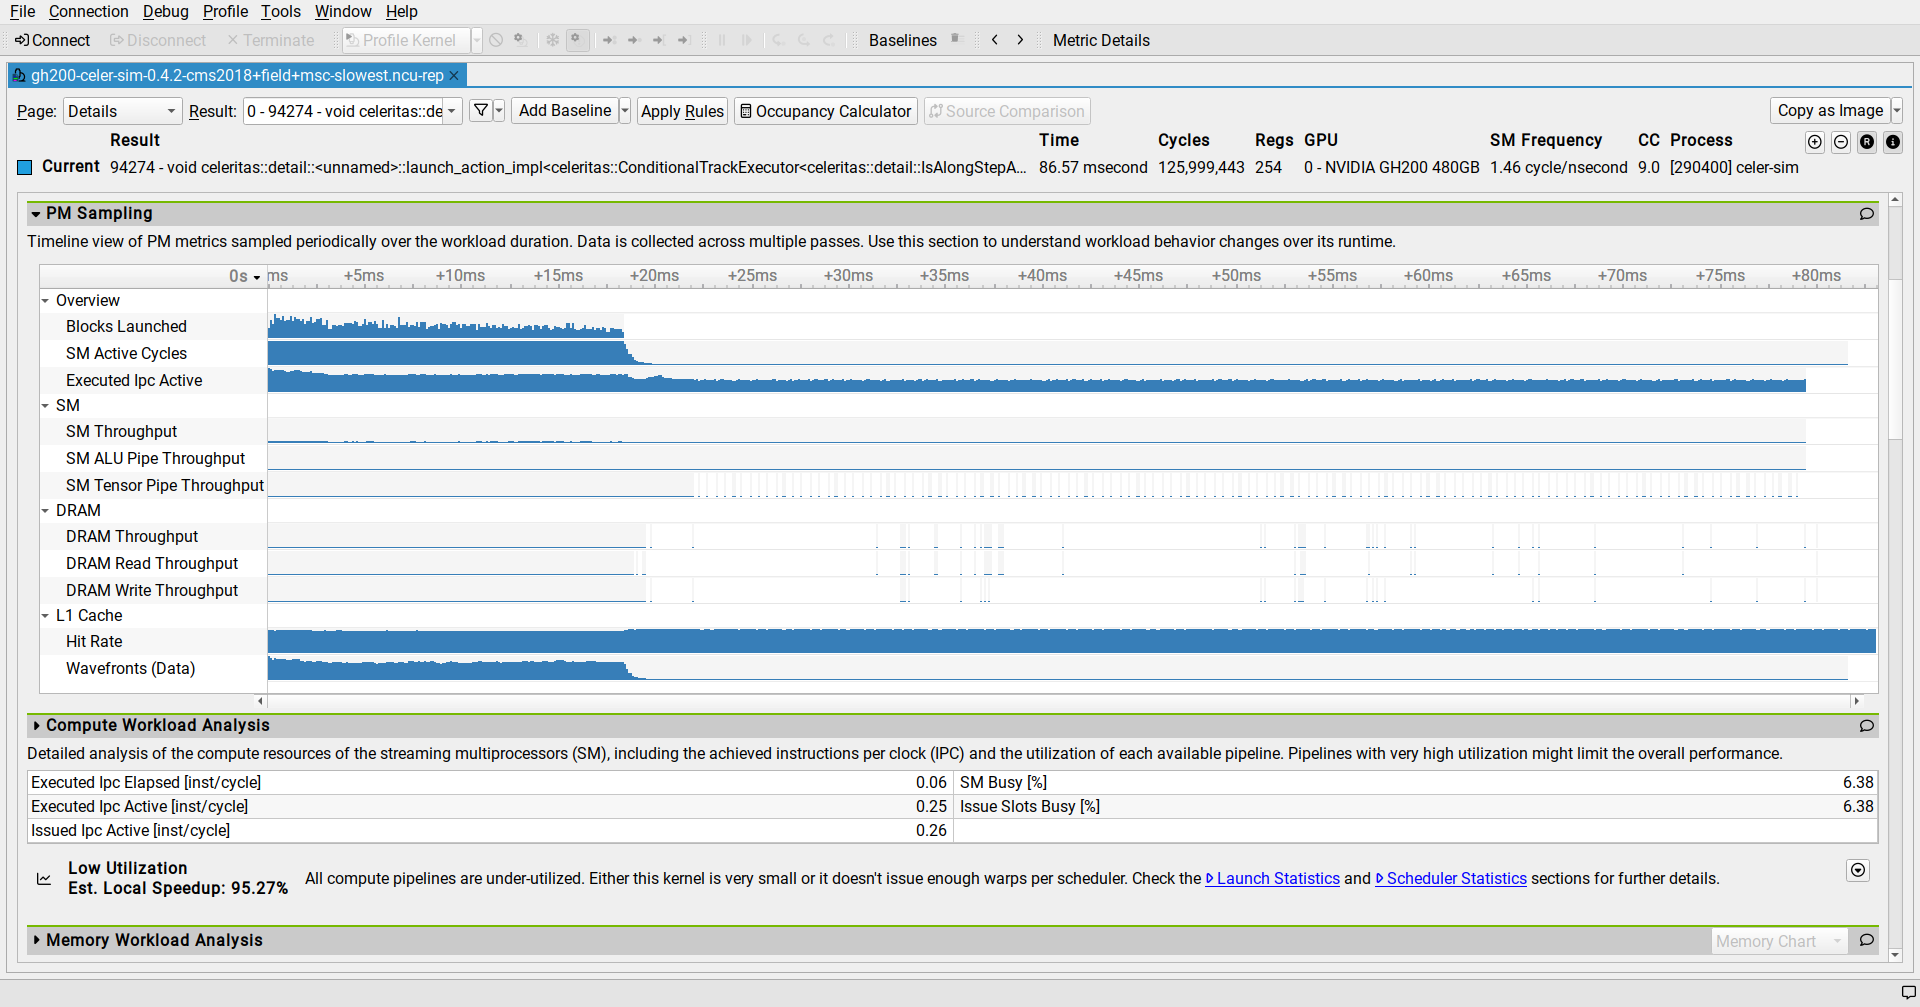 File Connection Debug Profile Tools Window Help
Connect Disconnect Terminate Profile Kernel Baselines Metric Details
gh200-celer-sim-0.4.2-cms2018+field+msc-slowest.ncu-rep
Page: Details Result: 0 - 94274 - void celeritas::de Add Baseline Apply Rules Occupancy Calculator Source Comparison Copy as Image
Result Time Cycles Regs GPU SM Frequency CC Process
Current 94274 - void celeritas::detail::<unnamed>::launch_action_impl<celeritas::ConditionalTrackExecutor<celeritas::detail::IsAlongStepA... 86.57 msecond 125,999,443 254 0 - NVIDIA GH200 480GB 1.46 cycle/nsecond 9.0 [290400] celer-sim
PM Sampling
Timeline view of PM metrics sampled periodically over the workload duration. Data is collected across multiple passes. Use this section to understand workload behavior changes over its runtime.
0s ms +5ms +10ms +15ms +20ms +25ms +30ms +35ms +40ms +45ms +50ms +55ms +60ms +65ms +70ms +75ms +80ms
Overview
Blocks Launched
SM Active Cycles
Executed Ipc Active
SM
SM Throughput
SM ALU Pipe Throughput
SM Tensor Pipe Throughput
DRAM
DRAM Throughput
DRAM Read Throughput
DRAM Write Throughput
L1 Cache
Hit Rate
Wavefronts (Data)
Compute Workload Analysis
Detailed analysis of the compute resources of the streaming multiprocessors (SM), including the achieved instructions per clock (IPC) and the utilization of each available pipeline. Pipelines with very high utilization might limit the overall performance.
Executed Ipc Elapsed [inst/cycle] 0.06 SM Busy [%] 6.38
Executed Ipc Active [inst/cycle] 0.25 Issue Slots Busy [%] 6.38
Issued Ipc Active [inst/cycle] 0.26
Low Utilization
Est. Local Speedup: 95.27%
All compute pipelines are under-utilized. Either this kernel is very small or it doesn't issue enough warps per scheduler. Check the Launch Statistics and Scheduler Statistics sections for further details.
Memory Workload Analysis Memory Chart